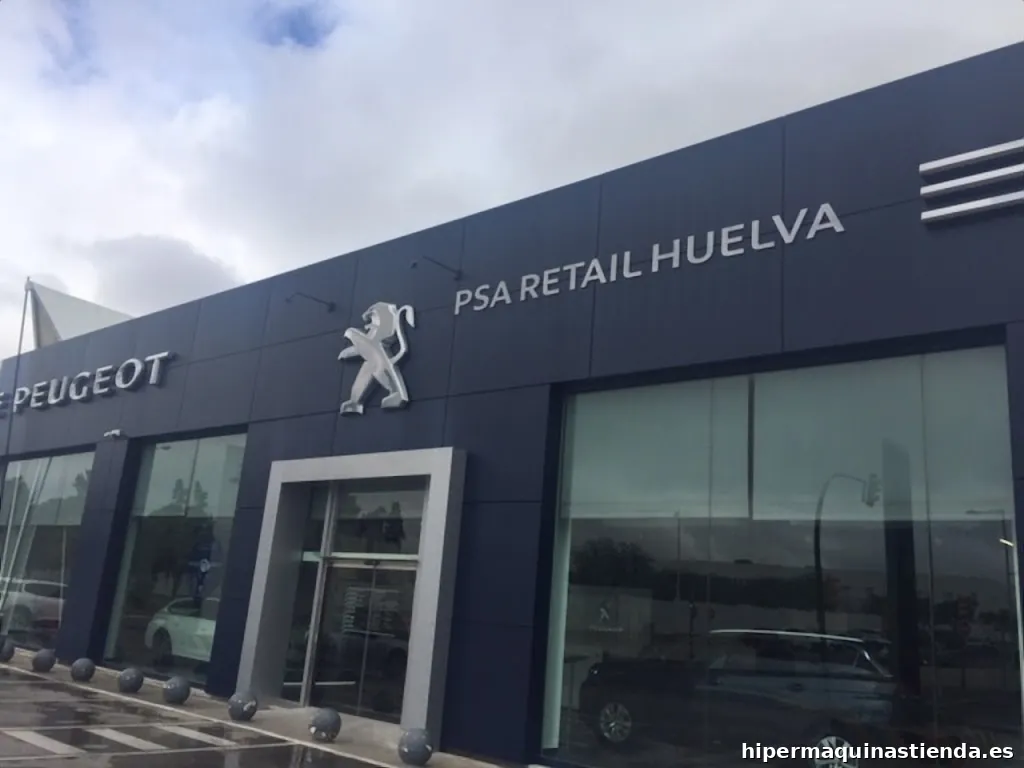 PEUGEOT
PSA RETAIL HUELVA
hipermaquinastienda.es